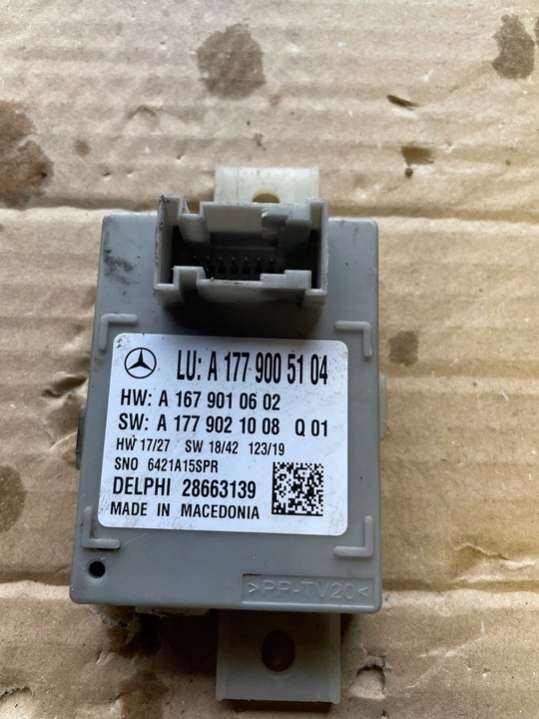 LU: A 177 900 51 04
HW: A 167 901 06 02
SW: A 177 902 10 08 Q 01
HW 17/27 SW 18/42 123/19
SNO 6421A15SPR
DELPHI 28663139
MADE IN MACEDONIA
>PP-TV20<